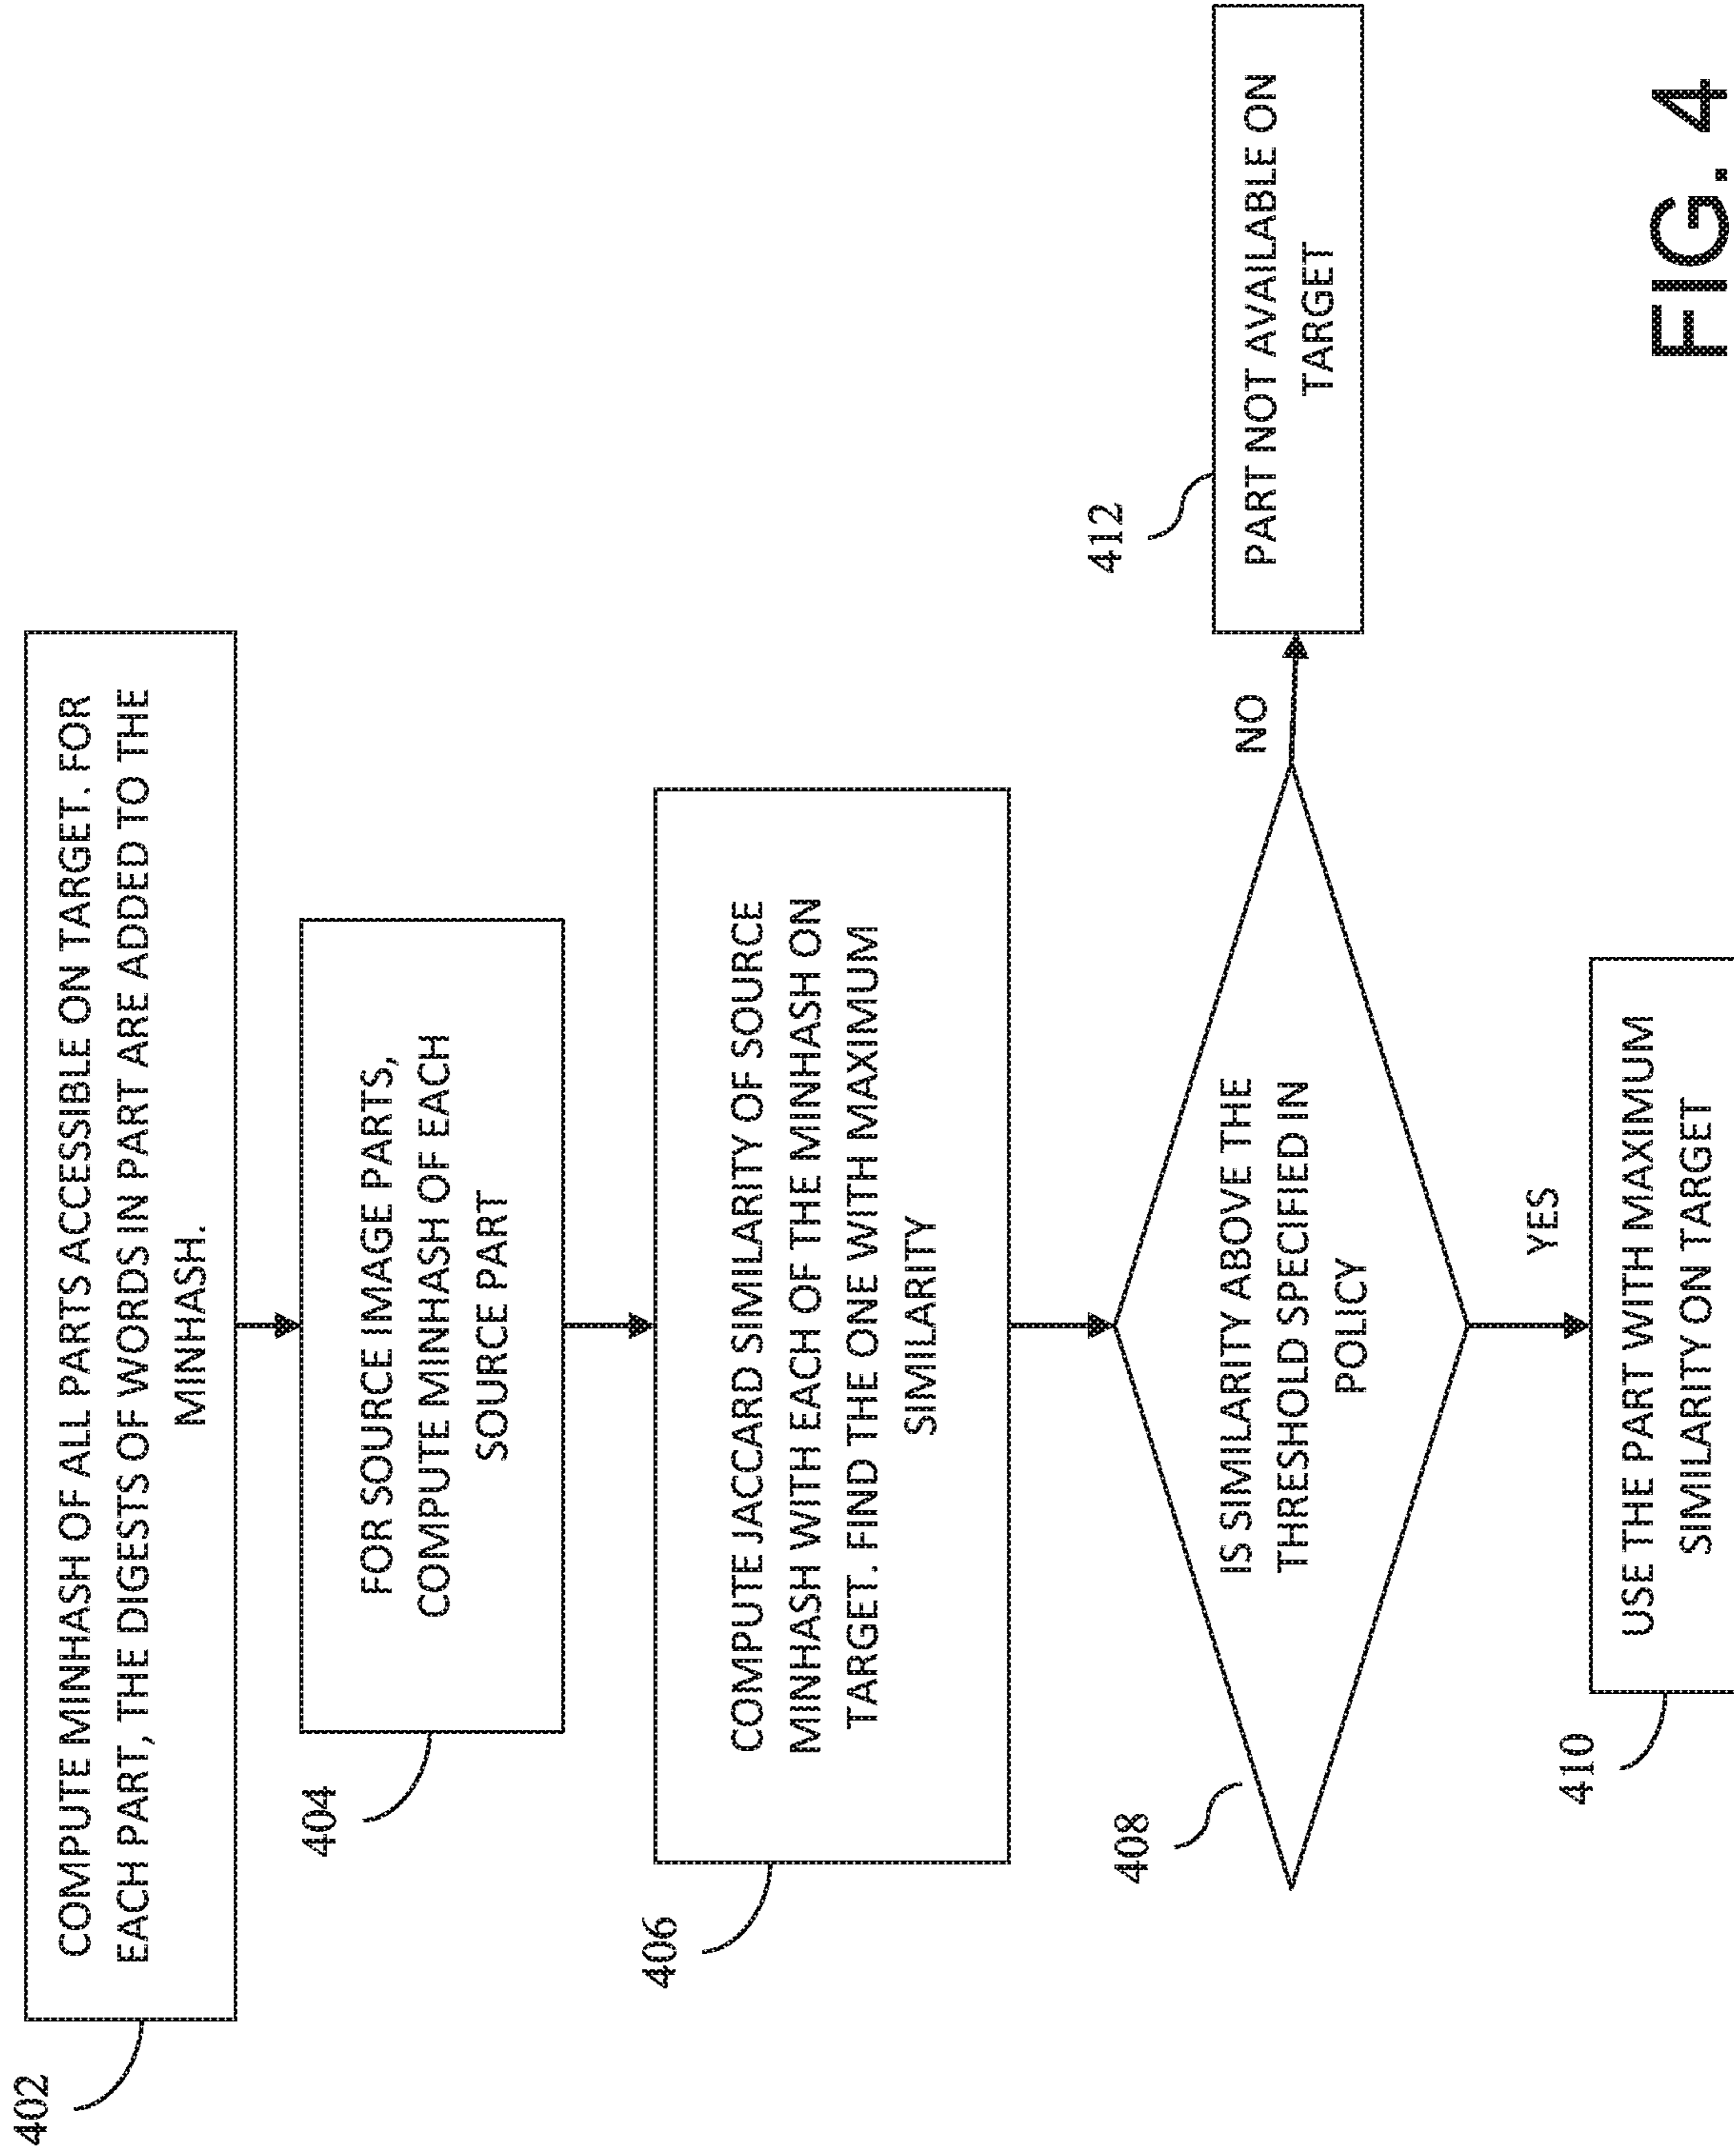 402
COMPUTE MINHASH OF ALL PARTS ACCESSIBLE ON TARGET. FOR
EACH PART, THE DIGESTS OF WORDS IN PART ARE ADDED TO THE
MINHASH.
404
FOR SOURCE IMAGE PARTS,
COMPUTE MINHASH OF EACH
SOURCE PART
406
COMPUTE JACCARD SIMILARITY OF SOURCE
MINHASH WITH EACH OF THE MINHASH ON
TARGET. FIND THE ONE WITH MAXIMUM
SIMILARITY
408
IS SIMILARITY ABOVE THE
THRESHOLD SPECIFIED IN
POLICY
NO
412
PART NOT AVAILABLE ON
TARGET
YES
410
USE THE PART WITH MAXIMUM
SIMILARITY ON TARGET
FIG. 4